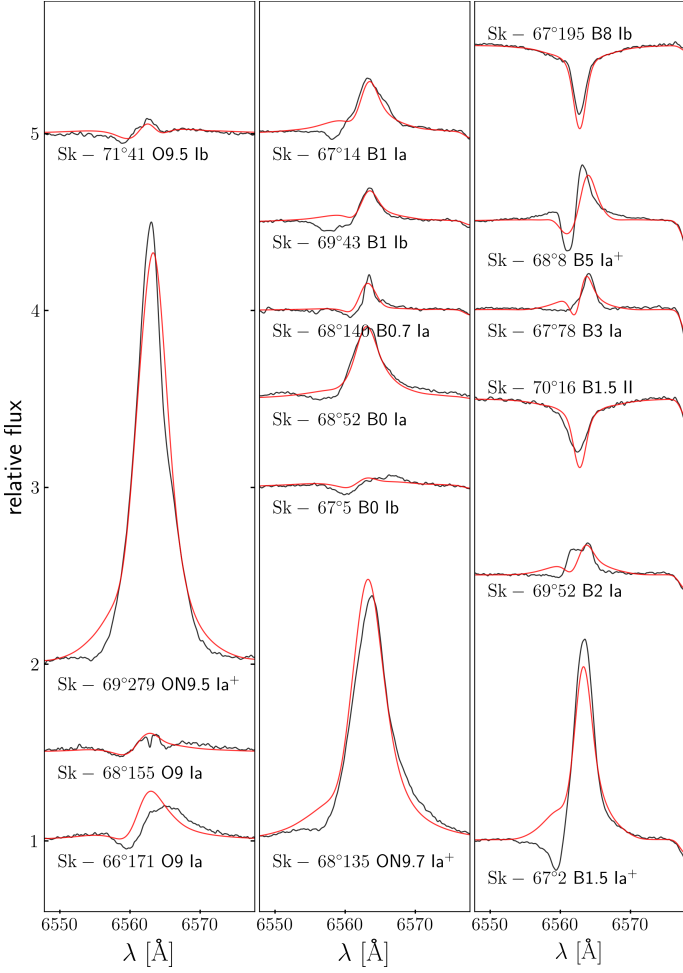 Sk − 67°195 B8 Ib
5
Sk − 71°41 O9.5 Ib
Sk − 67°14 B1 Ia
Sk − 69°43 B1 Ib
Sk − 68°8 B5 Ia⁺
4
Sk − 68°140 B0.7 Ia
Sk − 67°78 B3 Ia
Sk − 70°16 B1.5 II
Sk − 68°52 B0 Ia
relative flux
3
Sk − 67°5 B0 Ib
Sk − 69°52 B2 Ia
2
Sk − 69°279 ON9.5 Ia⁺
Sk − 68°155 O9 Ia
1
Sk − 66°171 O9 Ia
Sk − 68°135 ON9.7 Ia⁺
Sk − 67°2 B1.5 Ia⁺
6550 6560 6570 6550 6560 6570 6550 6560 6570
λ [Å] λ [Å] λ [Å]